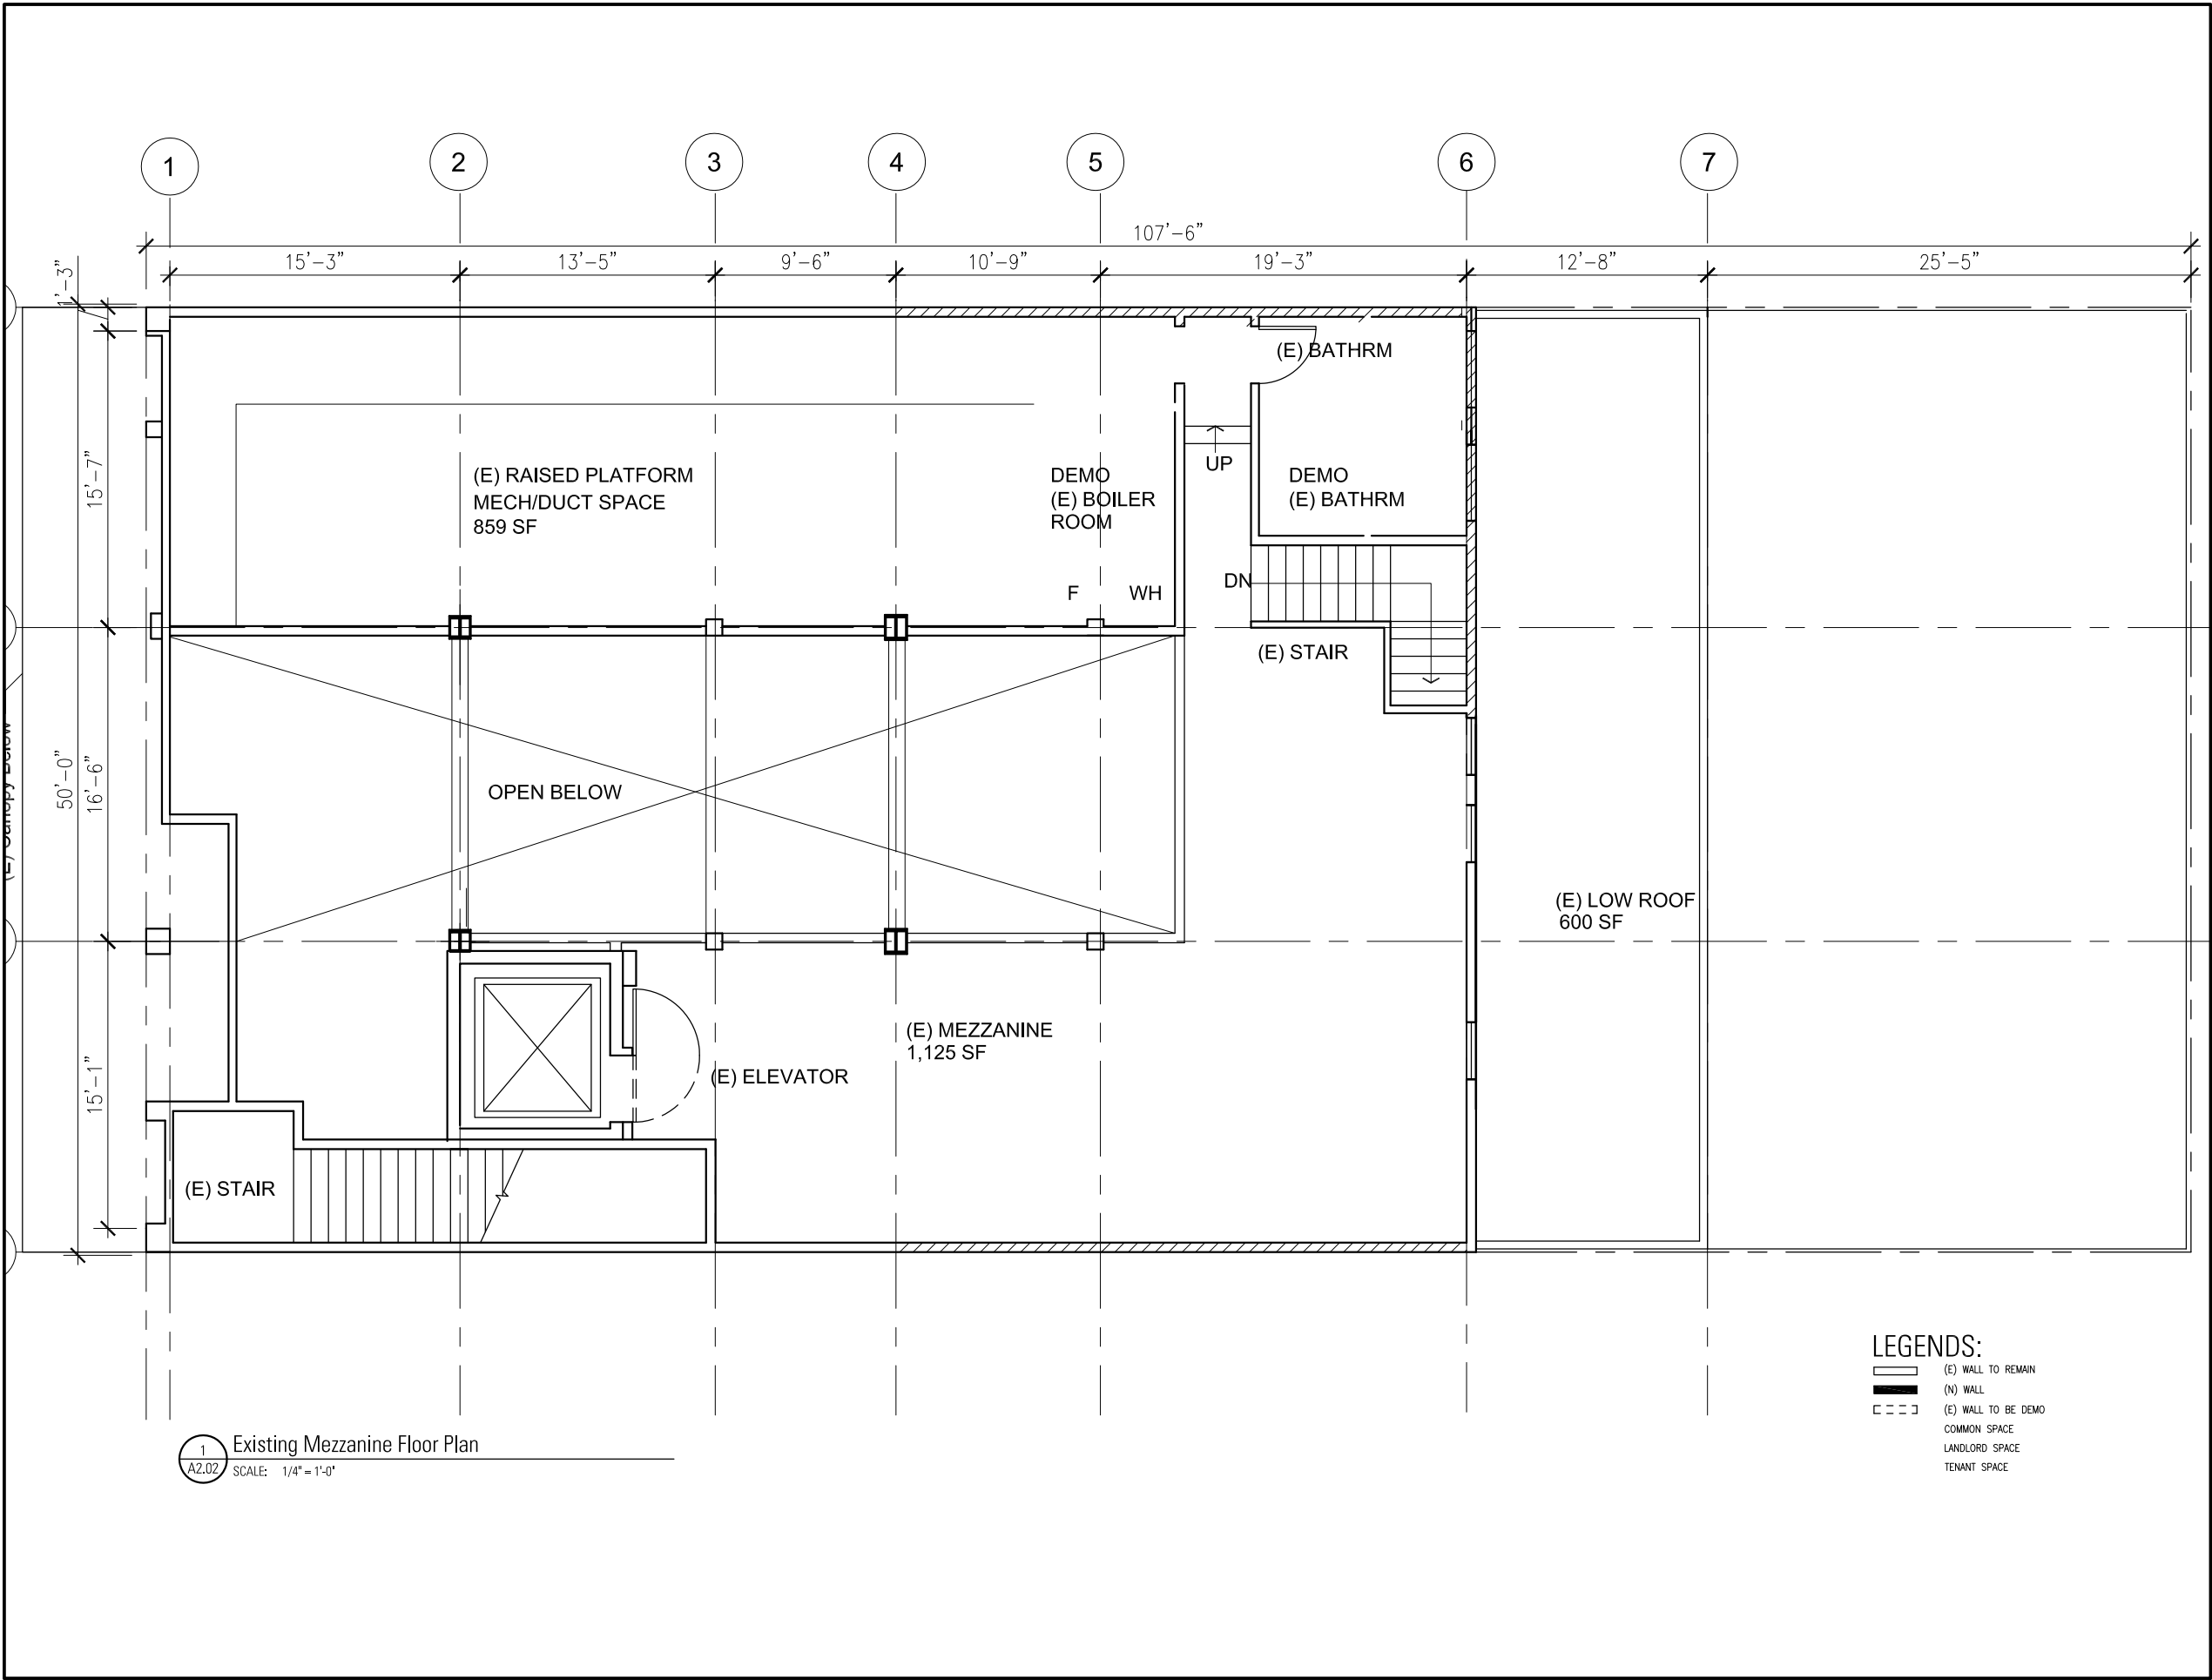 1
2
3
4
5
6
7
107'-6"
15'-3"
13'-5"
9'-6"
10'-9"
19'-3"
12'-8"
25'-5"
1'-3"
15'-7"
16'-6"
50'-0"
15'-1"
(E) Canopy Below
(E) BATHRM
(E) RAISED PLATFORM
MECH/DUCT SPACE
859 SF
DEMO
(E) BOILER
ROOM
UP
DEMO
(E) BATHRM
F
WH
DN
(E) STAIR
OPEN BELOW
(E) LOW ROOF
600 SF
(E) MEZZANINE
1,125 SF
(E) ELEVATOR
(E) STAIR
LEGENDS:
(E) WALL TO REMAIN
(N) WALL
(E) WALL TO BE DEMO
COMMON SPACE
LANDLORD SPACE
TENANT SPACE
1
A2.02
Existing Mezzanine Floor Plan
SCALE: 1/4" = 1'-0"